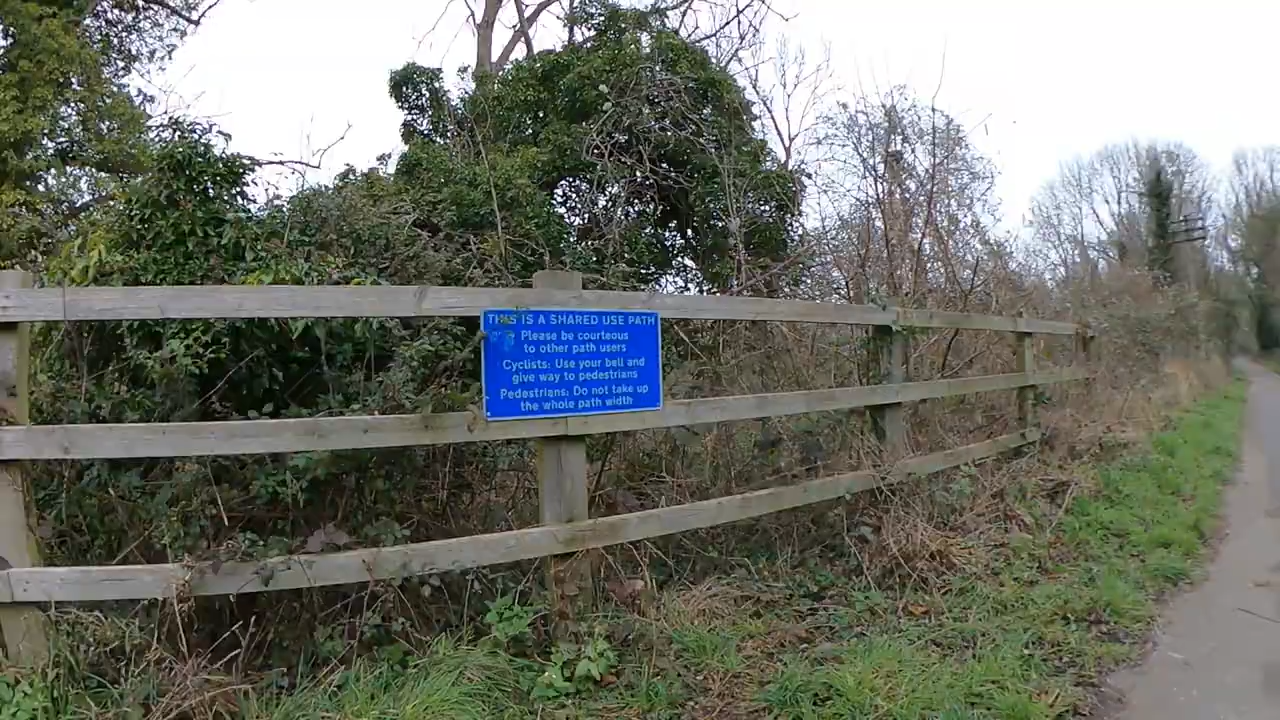 THIS IS A SHARED USE PATH
Please be courteous
to other path users
Cyclists: Use your bell and
give way to pedestrians
Pedestrians: Do not take up
the whole path width